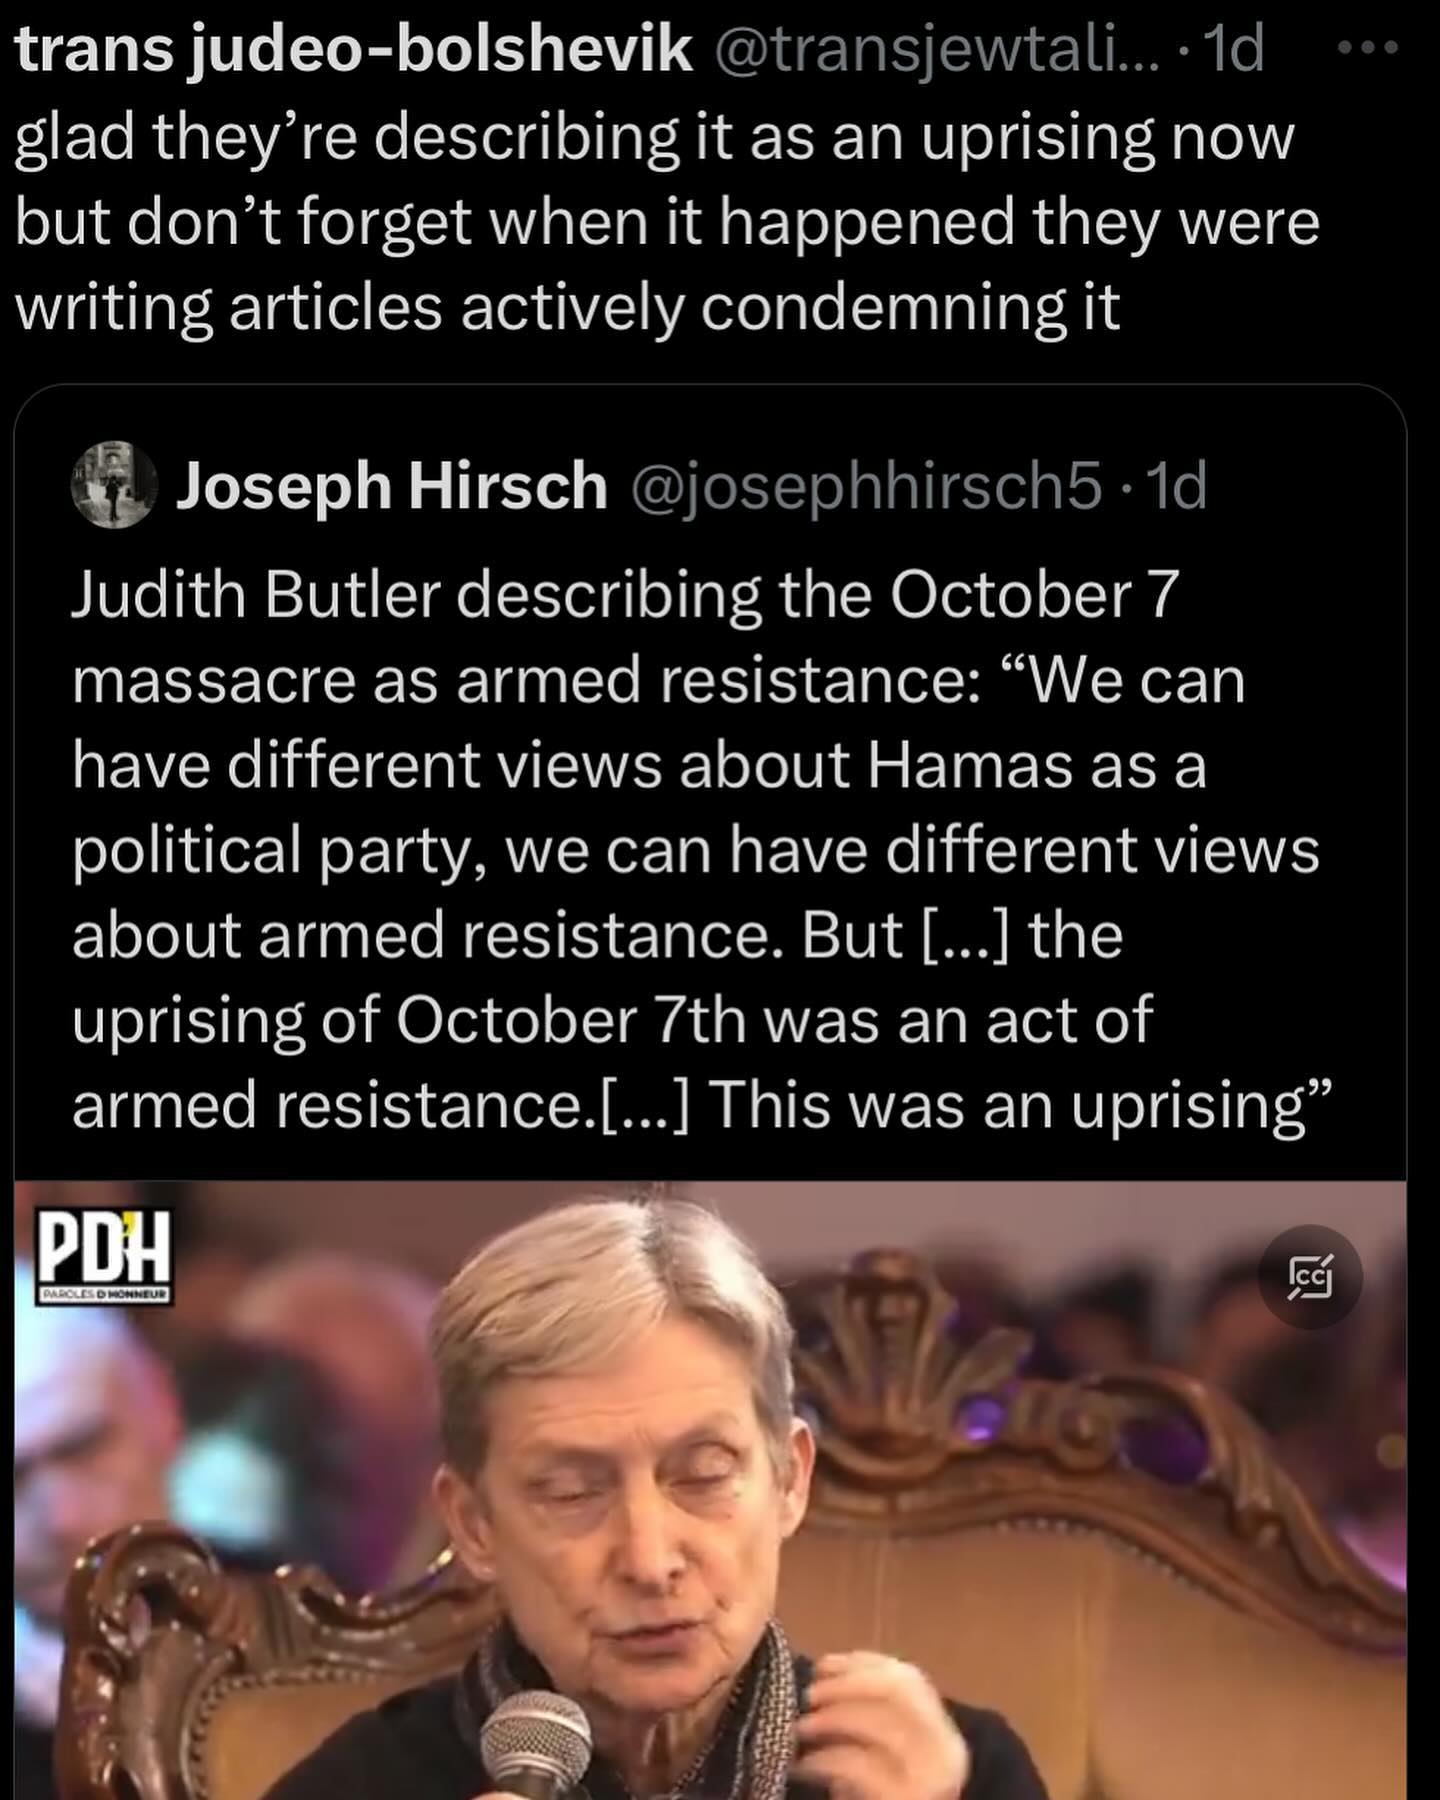 trans judeo-bolshevik @transjewtali... · 1d
glad they’re describing it as an uprising now
but don’t forget when it happened they were
writing articles actively condemning it
Joseph Hirsch @josephhirsch5 · 1d
Judith Butler describing the October 7
massacre as armed resistance: “We can
have different views about Hamas as a
political party, we can have different views
about armed resistance. But [...] the
uprising of October 7th was an act of
armed resistance.[...] This was an uprising”
PD'H
PAROLES D'HONNEUR
CC